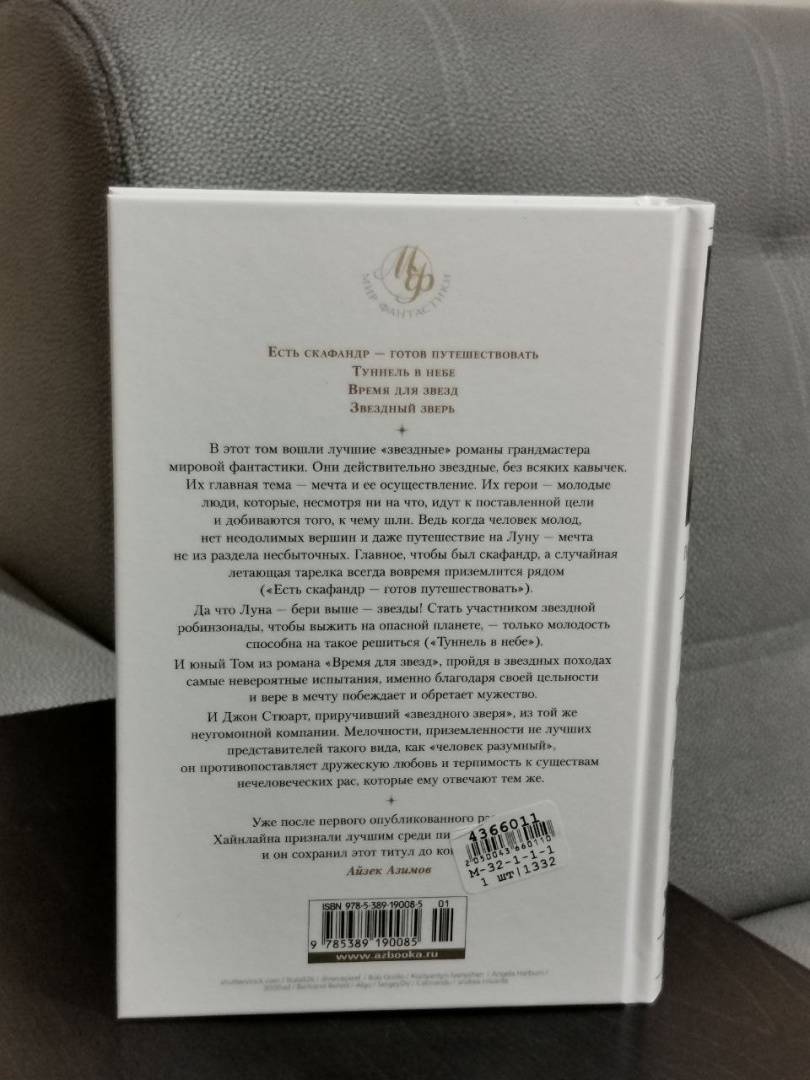 МФ
МИР ФАНТАСТИКИ
Есть скафандр — готов путешествовать
Туннель в небе
Время для звезд
Звездный зверь
В этот том вошли лучшие «звездные» романы грандмастера
мировой фантастики. Они действительно звездные, без всяких кавычек.
Их главная тема — мечта и ее осуществление. Их герои — молодые
люди, которые, несмотря ни на что, идут к поставленной цели
и добиваются того, к чему шли. Ведь когда человек молод,
нет неодолимых вершин и даже путешествие на Луну — мечта
не из раздела несбыточных. Главное, чтобы был скафандр, а случайная
летающая тарелка всегда вовремя приземлится рядом
(«Есть скафандр — готов путешествовать»).
Да что Луна — бери выше — звезды! Стать участником звездной
робинзонады, чтобы выжить на опасной планете, — только молодость
способна на такое решиться («Туннель в небе»).
И юный Том из романа «Время для звезд», пройдя в звездных походах
самые невероятные испытания, именно благодаря своей цельности
и вере в мечту побеждает и обретает мужество.
И Джон Стюарт, приручивший «звездного зверя», из той же
неугомонной компании. Мелочности, приземленности не лучших
представителей такого вида, как «человек разумный»,
он противопоставляет дружескую любовь и терпимость к существам
нечеловеческих рас, которые ему отвечают тем же.
Уже после первого опубликованного
Хайнлайна признали лучшим среди
и он сохранил этот титул до
Айзек Азимов
4366011
2 050043 660110
М-32-1-1-1
1 шт|1332
ISBN 978-5-389-19008-5 01
9 785389 190085
www.azbooka.ru
shutterstock.com